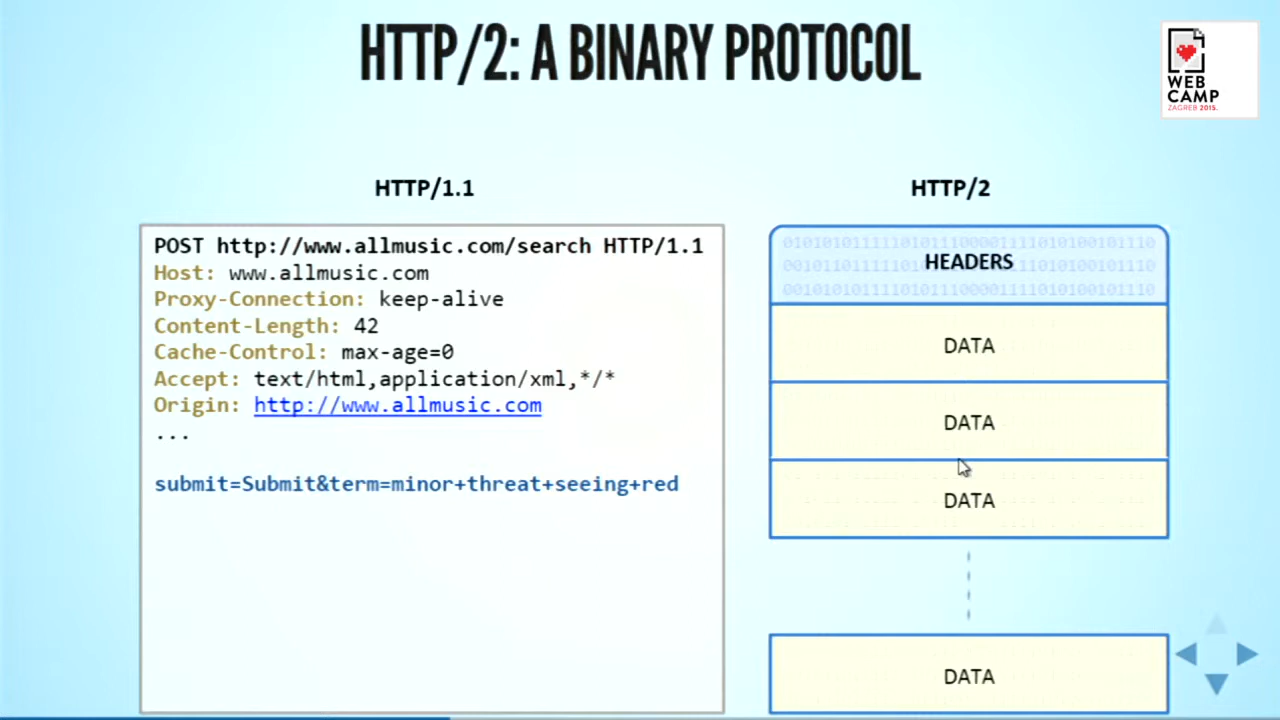 HTTP/2: A BINARY PROTOCOL
WEB
CAMP
ZAGREB 2015.
HTTP/1.1
POST http://www.allmusic.com/search HTTP/1.1
Host: www.allmusic.com
Proxy-Connection: keep-alive
Content-Length: 42
Cache-Control: max-age=0
Accept: text/html,application/xml,*/*
Origin: http://www.allmusic.com
...
submit=Submit&term=minor+threat+seeing+red
HTTP/2
HEADERS
DATA
DATA
DATA
DATA